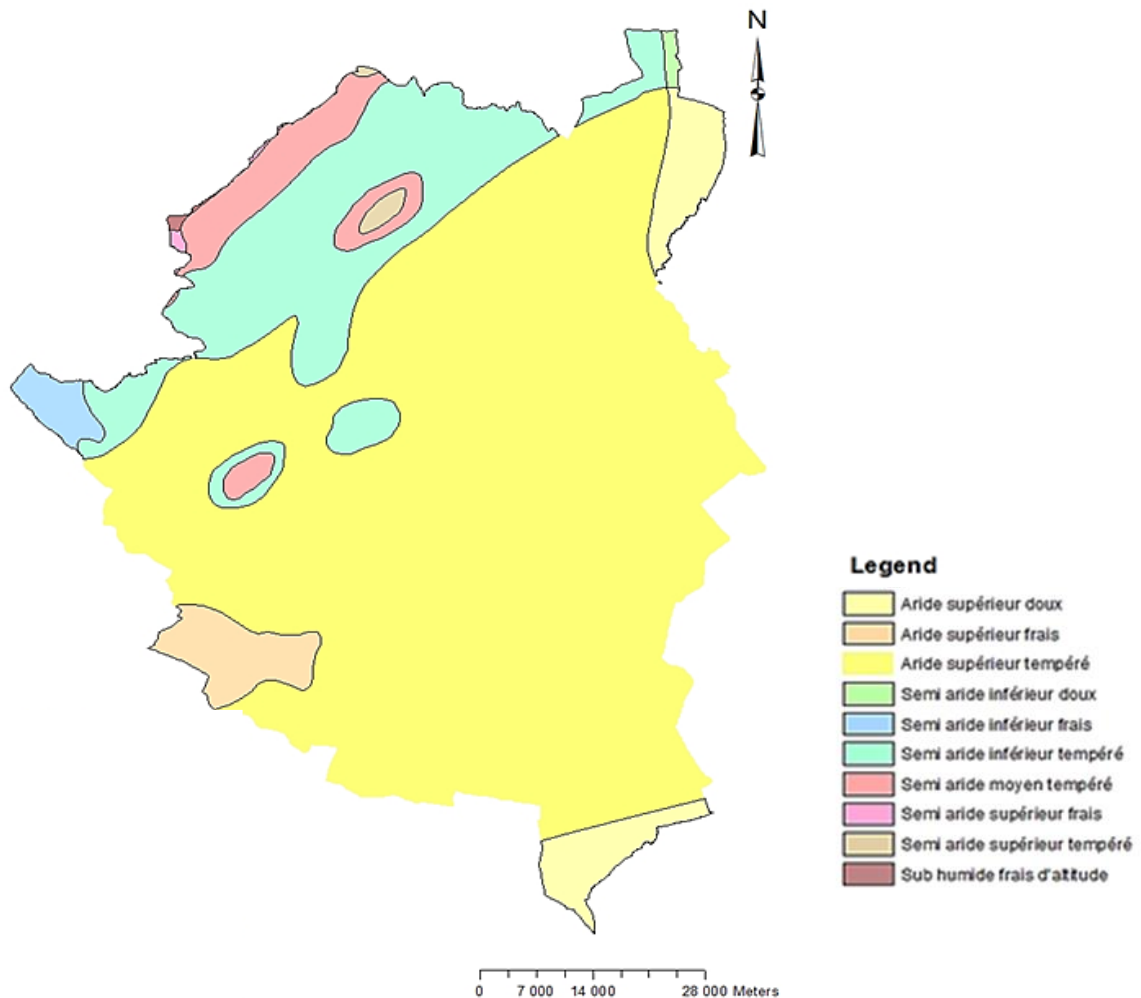 N
Legend
Aride supérieur doux
Aride supérieur frais
Aride supérieur tempéré
Semi aride inférieur doux
Semi aride inférieur frais
Semi aride inférieur tempéré
Semi aride moyen tempéré
Semi aride supérieur frais
Semi aride supérieur tempéré
Sub humide frais d'altitude
0 7 000 14 000 28 000 Meters